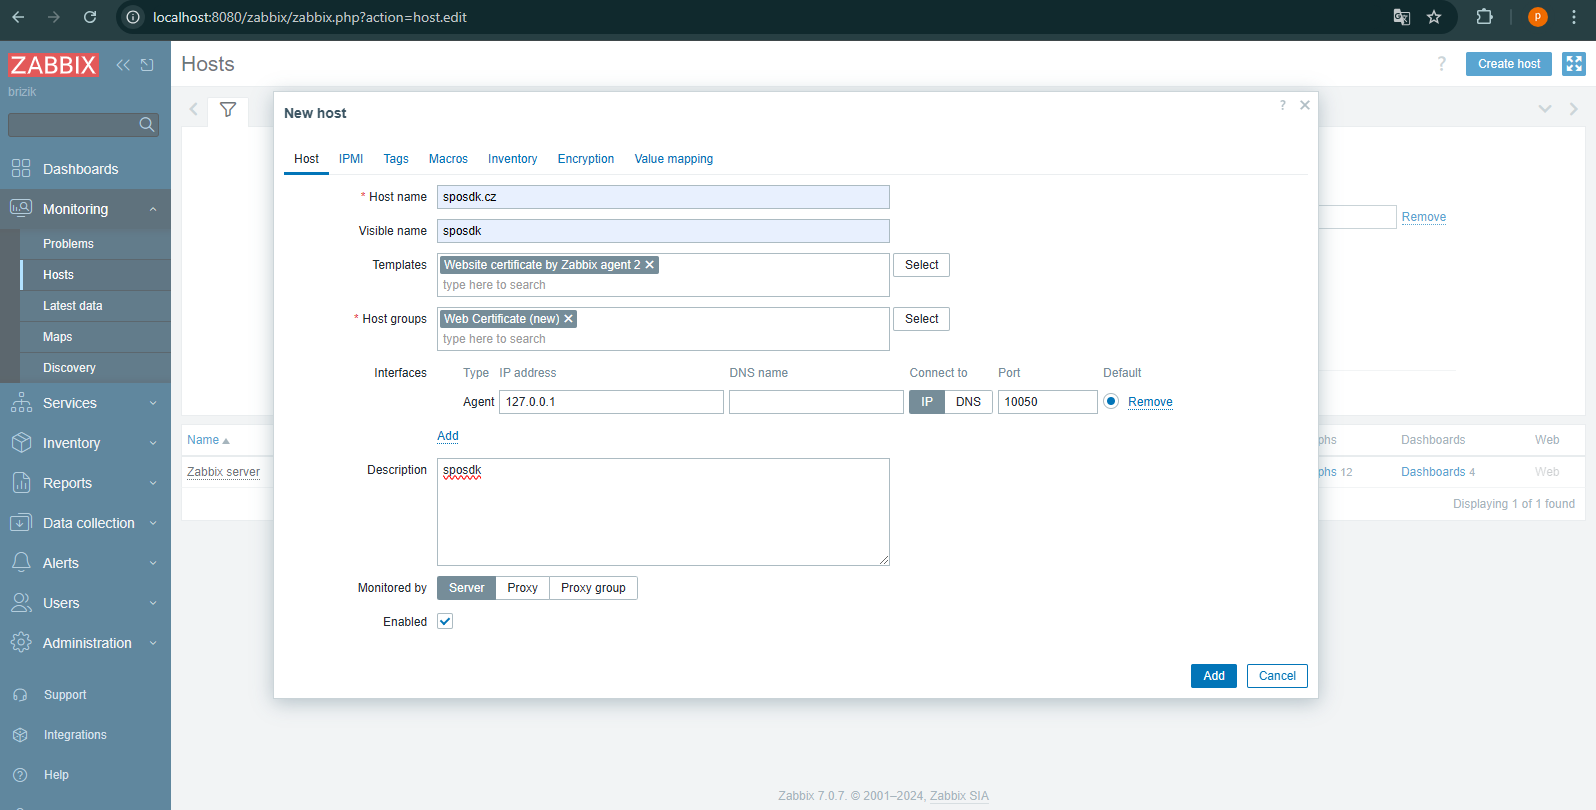 localhost:8080/zabbix/zabbix.php?action=host.edit
P
ZABBIX
brizik
Dashboards
Monitoring
Problems
Hosts
Latest data
Maps
Discovery
Services
Inventory
Reports
Data collection
Alerts
Users
Administration
Support
Integrations
Help
Hosts
?
Create host
New host
?
Host IPMI Tags Macros Inventory Encryption Value mapping
* Host name sposdk.cz
Visible name sposdk
Templates Website certificate by Zabbix agent 2 Select
type here to search
* Host groups Web Certificate (new) Select
type here to search
Interfaces Type IP address DNS name Connect to Port Default
Agent 127.0.0.1 IP DNS 10050 Remove
Add
Description sposdk
Monitored by Server Proxy Proxy group
Enabled
Add Cancel
Remove
Name phs Dashboards Web
Zabbix server phs 12 Dashboards 4 Web
Displaying 1 of 1 found
Zabbix 7.0.7. © 2001–2024, Zabbix SIA